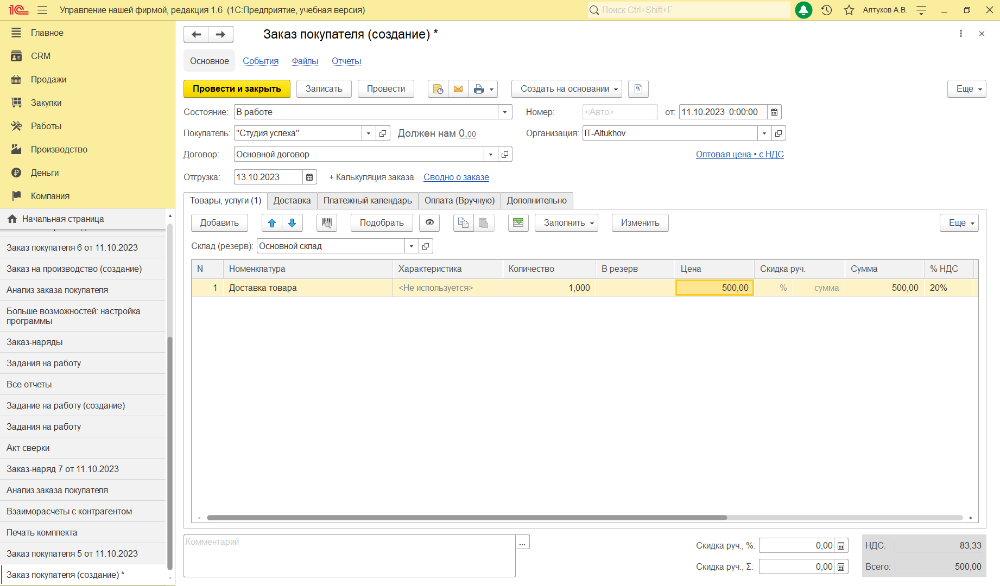 1С Управление нашей фирмой, редакция 1.6 (1С:Предприятие, учебная версия)
Поиск Ctrl+Shift+F
Алтухов А.В.
Главное
CRM
Продажи
Закупки
Работы
Производство
Деньги
Компания
Начальная страница
Заказ покупателя 6 от 11.10.2023
Заказ на производство (создание)
Анализ заказа покупателя
Больше возможностей: настройка
программы
Заказ-наряды
Задания на работу
Все отчеты
Задание на работу (создание)
Задания на работу
Акт сверки
Заказ-наряд 7 от 11.10.2023
Анализ заказа покупателя
Взаиморасчеты с контрагентом
Печать комплекта
Заказ покупателя 5 от 11.10.2023
Заказ покупателя (создание) *
Заказ покупателя (создание) *
Основное События Файлы Отчеты
Провести и закрыть Записать Провести Создать на основании Еще
Состояние: В работе Номер: <Авто> от: 11.10.2023 0:00:00
Покупатель: "Студия успеха" Должен нам 0,00 Организация: IT-Altukhov
Договор: Основной договор Оптовая цена • с НДС
Отгрузка: 13.10.2023 + Калькуляция заказа Сводно о заказе
Товары, услуги (1) Доставка Платежный календарь Оплата (Вручную) Дополнительно
Добавить Подобрать Заполнить Изменить Еще
Склад (резерв): Основной склад
N Номенклатура Характеристика Количество В резерв Цена Скидка руч. Сумма % НДС
1 Доставка товара <Не используется> 1,000 500,00 % сумма 500,00 20%
Комментарий ...
Скидка руч., %: 0,00 НДС: 83,33
Скидка руч., Σ: 0,00 Всего: 500,00